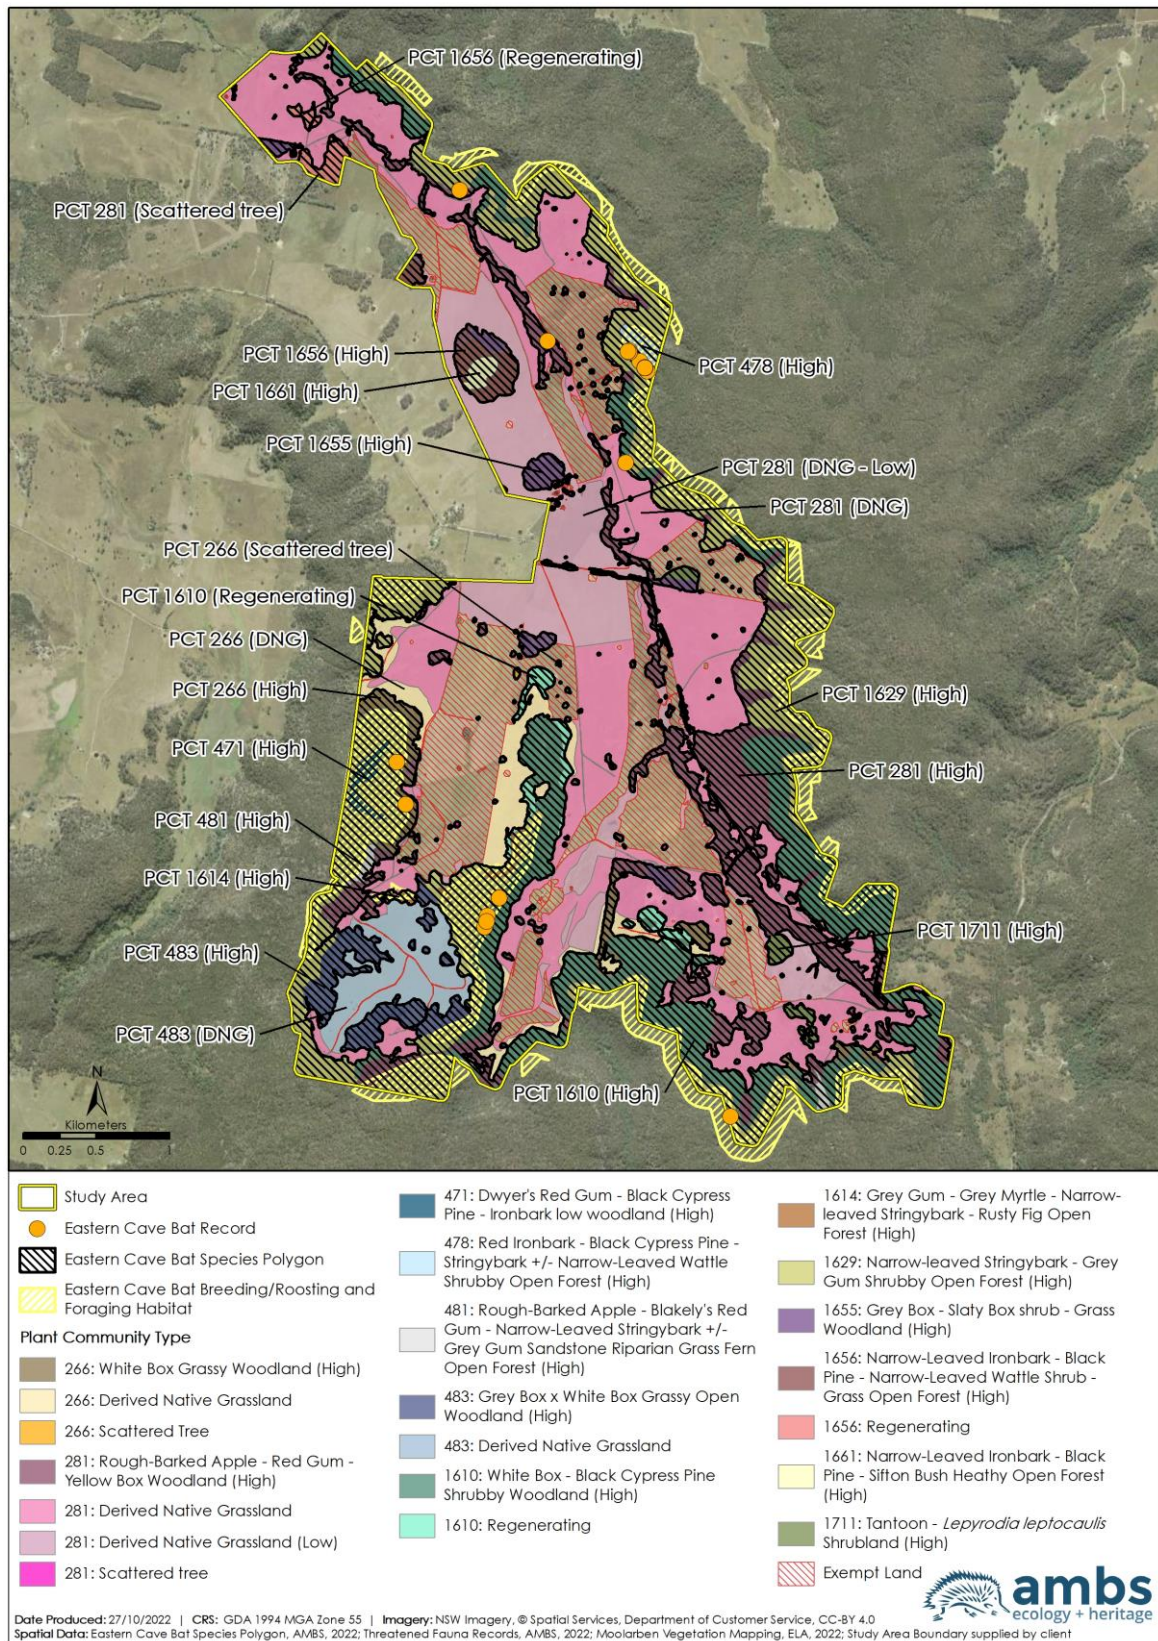 PCT 1656 (Regenerating)
PCT 281 (Scattered tree)
PCT 1656 (High)
PCT 478 (High)
PCT 1661 (High)
PCT 1655 (High)
PCT 281 (DNG - Low)
PCT 281 (DNG)
PCT 266 (Scattered tree)
PCT 1610 (Regenerating)
PCT 266 (DNG)
PCT 266 (High)
PCT 1629 (High)
PCT 471 (High)
PCT 281 (High)
PCT 481 (High)
PCT 1614 (High)
PCT 1711 (High)
PCT 483 (High)
PCT 483 (DNG)
PCT 1610 (High)
N
Kilometers
0 0.25 0.5 1
Study Area
Eastern Cave Bat Record
Eastern Cave Bat Species Polygon
Eastern Cave Bat Breeding/Roosting and
Foraging Habitat
Plant Community Type
266: White Box Grassy Woodland (High)
266: Derived Native Grassland
266: Scattered Tree
281: Rough-Barked Apple - Red Gum -
Yellow Box Woodland (High)
281: Derived Native Grassland
281: Derived Native Grassland (Low)
281: Scattered tree
471: Dwyer's Red Gum - Black Cypress
Pine - Ironbark low woodland (High)
478: Red Ironbark - Black Cypress Pine -
Stringybark +/- Narrow-Leaved Wattle
Shrubby Open Forest (High)
481: Rough-Barked Apple - Blakely's Red
Gum - Narrow-Leaved Stringybark +/-
Grey Gum Sandstone Riparian Grass Fern
Open Forest (High)
483: Grey Box x White Box Grassy Open
Woodland (High)
483: Derived Native Grassland
1610: White Box - Black Cypress Pine
Shrubby Woodland (High)
1610: Regenerating
1614: Grey Gum - Grey Myrtle - Narrow-
leaved Stringybark - Rusty Fig Open
Forest (High)
1629: Narrow-leaved Stringybark - Grey
Gum Shrubby Open Forest (High)
1655: Grey Box - Slaty Box shrub - Grass
Woodland (High)
1656: Narrow-Leaved Ironbark - Black
Pine - Narrow-Leaved Wattle Shrub -
Grass Open Forest (High)
1656: Regenerating
1661: Narrow-Leaved Ironbark - Black
Pine - Sifton Bush Heathy Open Forest
(High)
1711: Tantoon - Lepyrodia leptocaulis
Shrubland (High)
Exempt Land
ambs
ecology + heritage
Date Produced: 27/10/2022 | CRS: GDA 1994 MGA Zone 55 | Imagery: NSW Imagery, © Spatial Services, Department of Customer Service, CC-BY 4.0
Spatial Data: Eastern Cave Bat Species Polygon, AMBS, 2022; Threatened Fauna Records, AMBS, 2022; Moolarben Vegetation Mapping, ELA, 2022; Study Area Boundary supplied by client